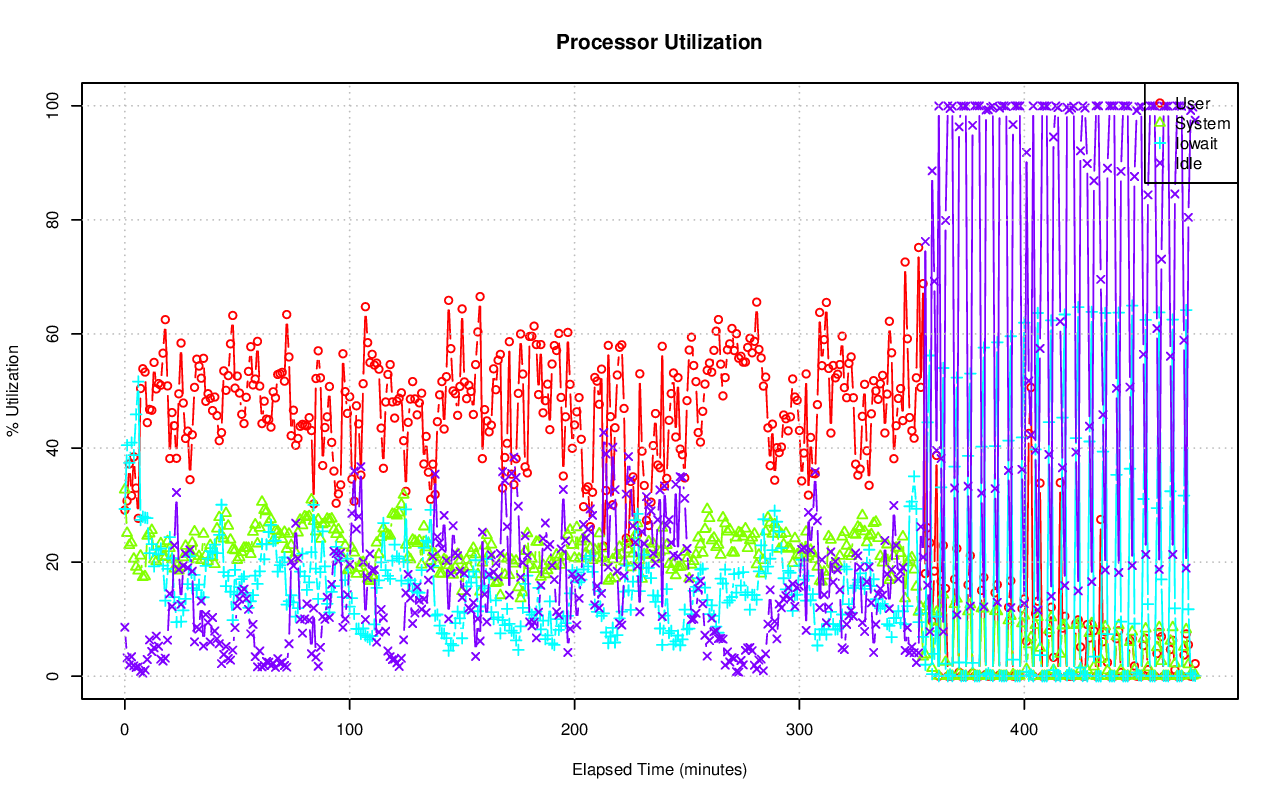 Processor Utilization
% Utilization
100
80
60
40
20
0
User
System
Iowait
Idle
0 100 200 300 400
Elapsed Time (minutes)